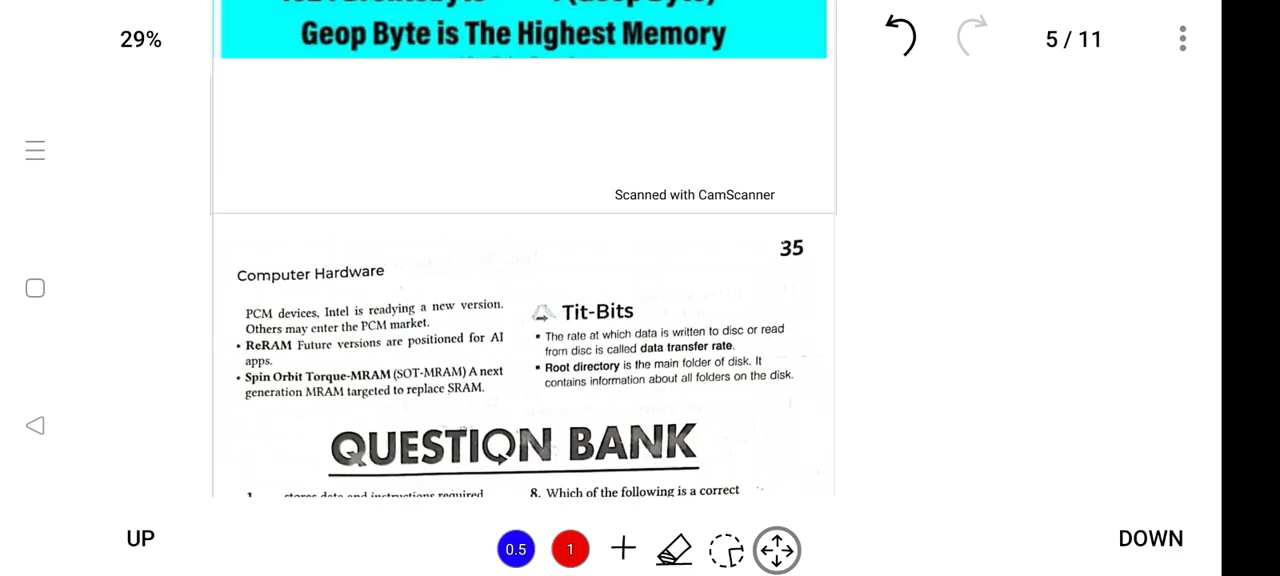 29%
5 / 11
Geop Byte is The Highest Memory
Scanned with CamScanner
35
Computer Hardware
PCM devices, Intel is readying a new version.
Others may enter the PCM market.
• ReRAM Future versions are positioned for AI
apps.
• Spin Orbit Torque-MRAM (SOT-MRAM) A next
generation MRAM targeted to replace SRAM.
Tit-Bits
▪ The rate at which data is written to disc or read
from disc is called data transfer rate.
▪ Root directory is the main folder of disk. It
contains information about all folders on the disk.
QUESTION BANK
stores data and instructions required
8. Which of the following is a correct
UP
0.5
1
DOWN